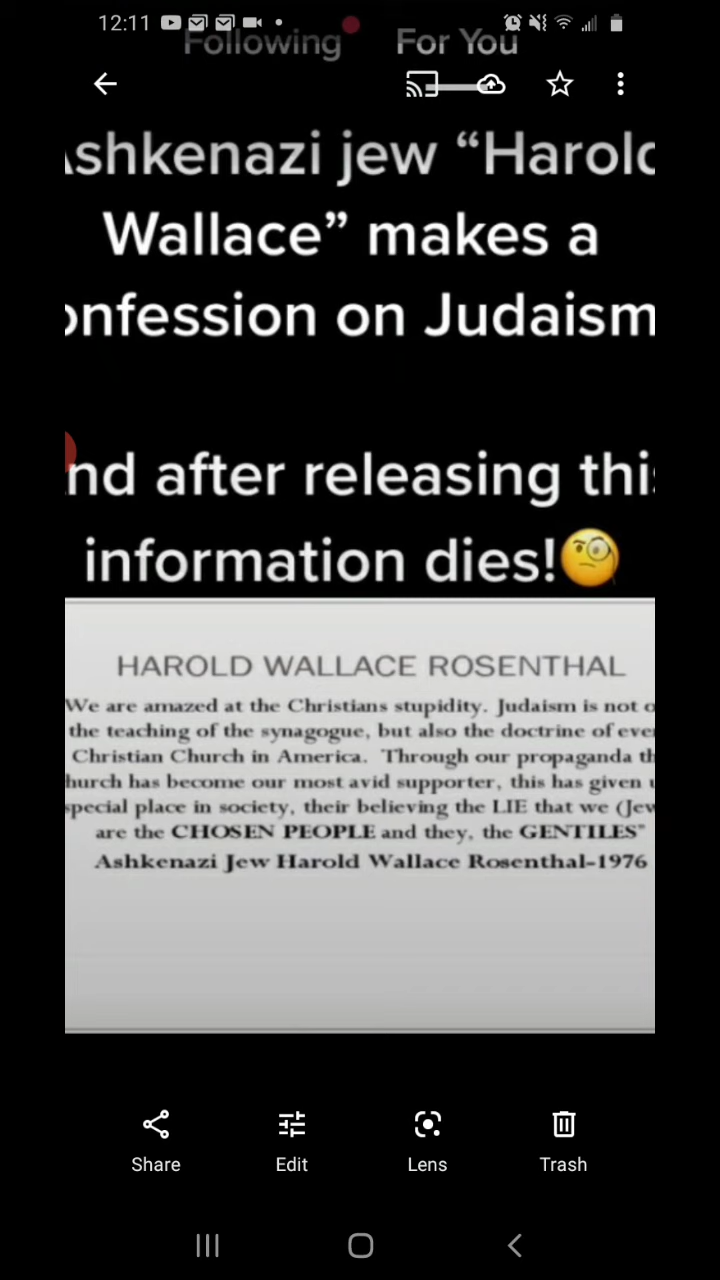 12:11
Following For You
shkenazi jew “Harol
Wallace” makes a
onfession on Judaism
nd after releasing this
information dies!
HAROLD WALLACE ROSENTHAL
We are amazed at the Christians stupidity. Judaism is not o
the teaching of the synagogue, but also the doctrine of eve
Christian Church in America. Through our propaganda th
hurch has become our most avid supporter, this has given
special place in society, their believing the LIE that we (Jew
are the CHOSEN PEOPLE and they, the GENTILES"
Ashkenazi Jew Harold Wallace Rosenthal-1976
Share Edit Lens Trash